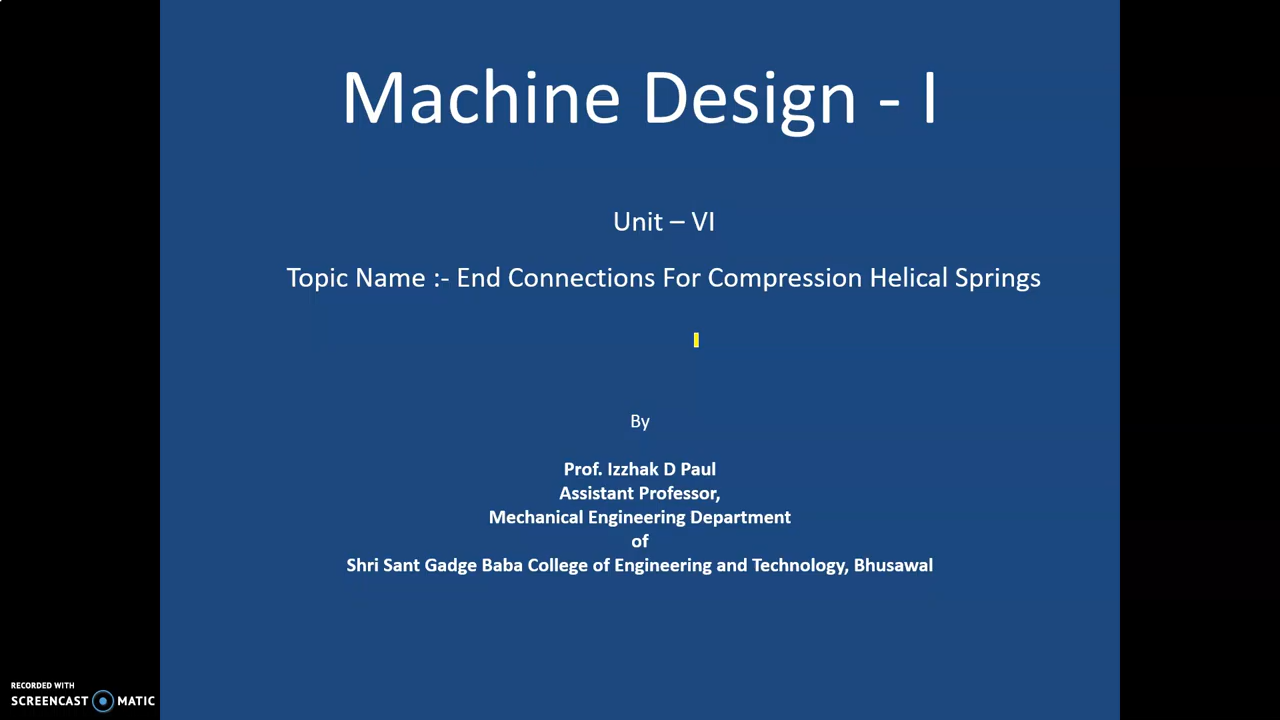 Machine Design - I
Unit – VI
Topic Name :- End Connections For Compression Helical Springs
By
Prof. Izzhak D Paul
Assistant Professor,
Mechanical Engineering Department
of
Shri Sant Gadge Baba College of Engineering and Technology, Bhusawal
RECORDED WITH
SCREENCAST MATIC